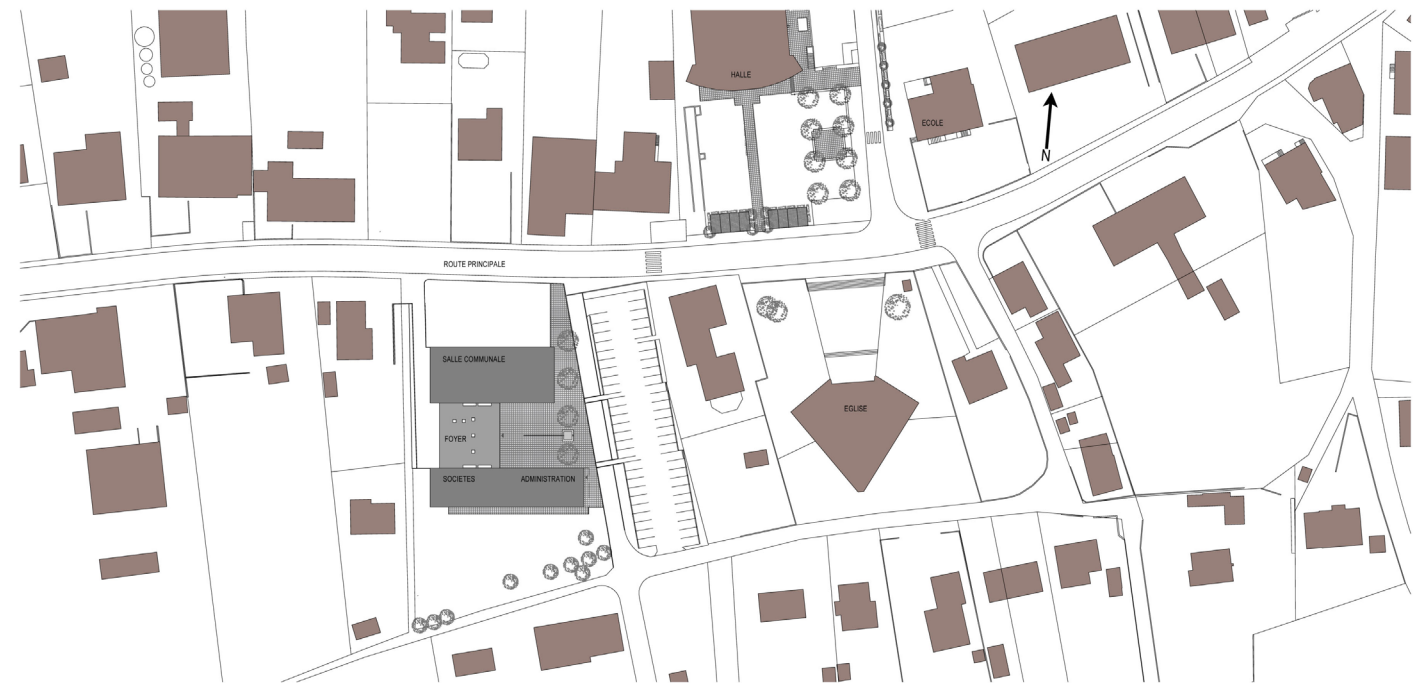 HALLE
ECOLE
N
ROUTE PRINCIPALE
SALLE COMMUNALE
EGLISE
FOYER
SOCIETES ADMINISTRATION